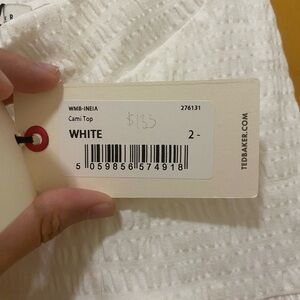 WMB-INEIA 276131
Cami Top
$135
WHITE 2-
5 059856 574918
TEDBAKER.COM